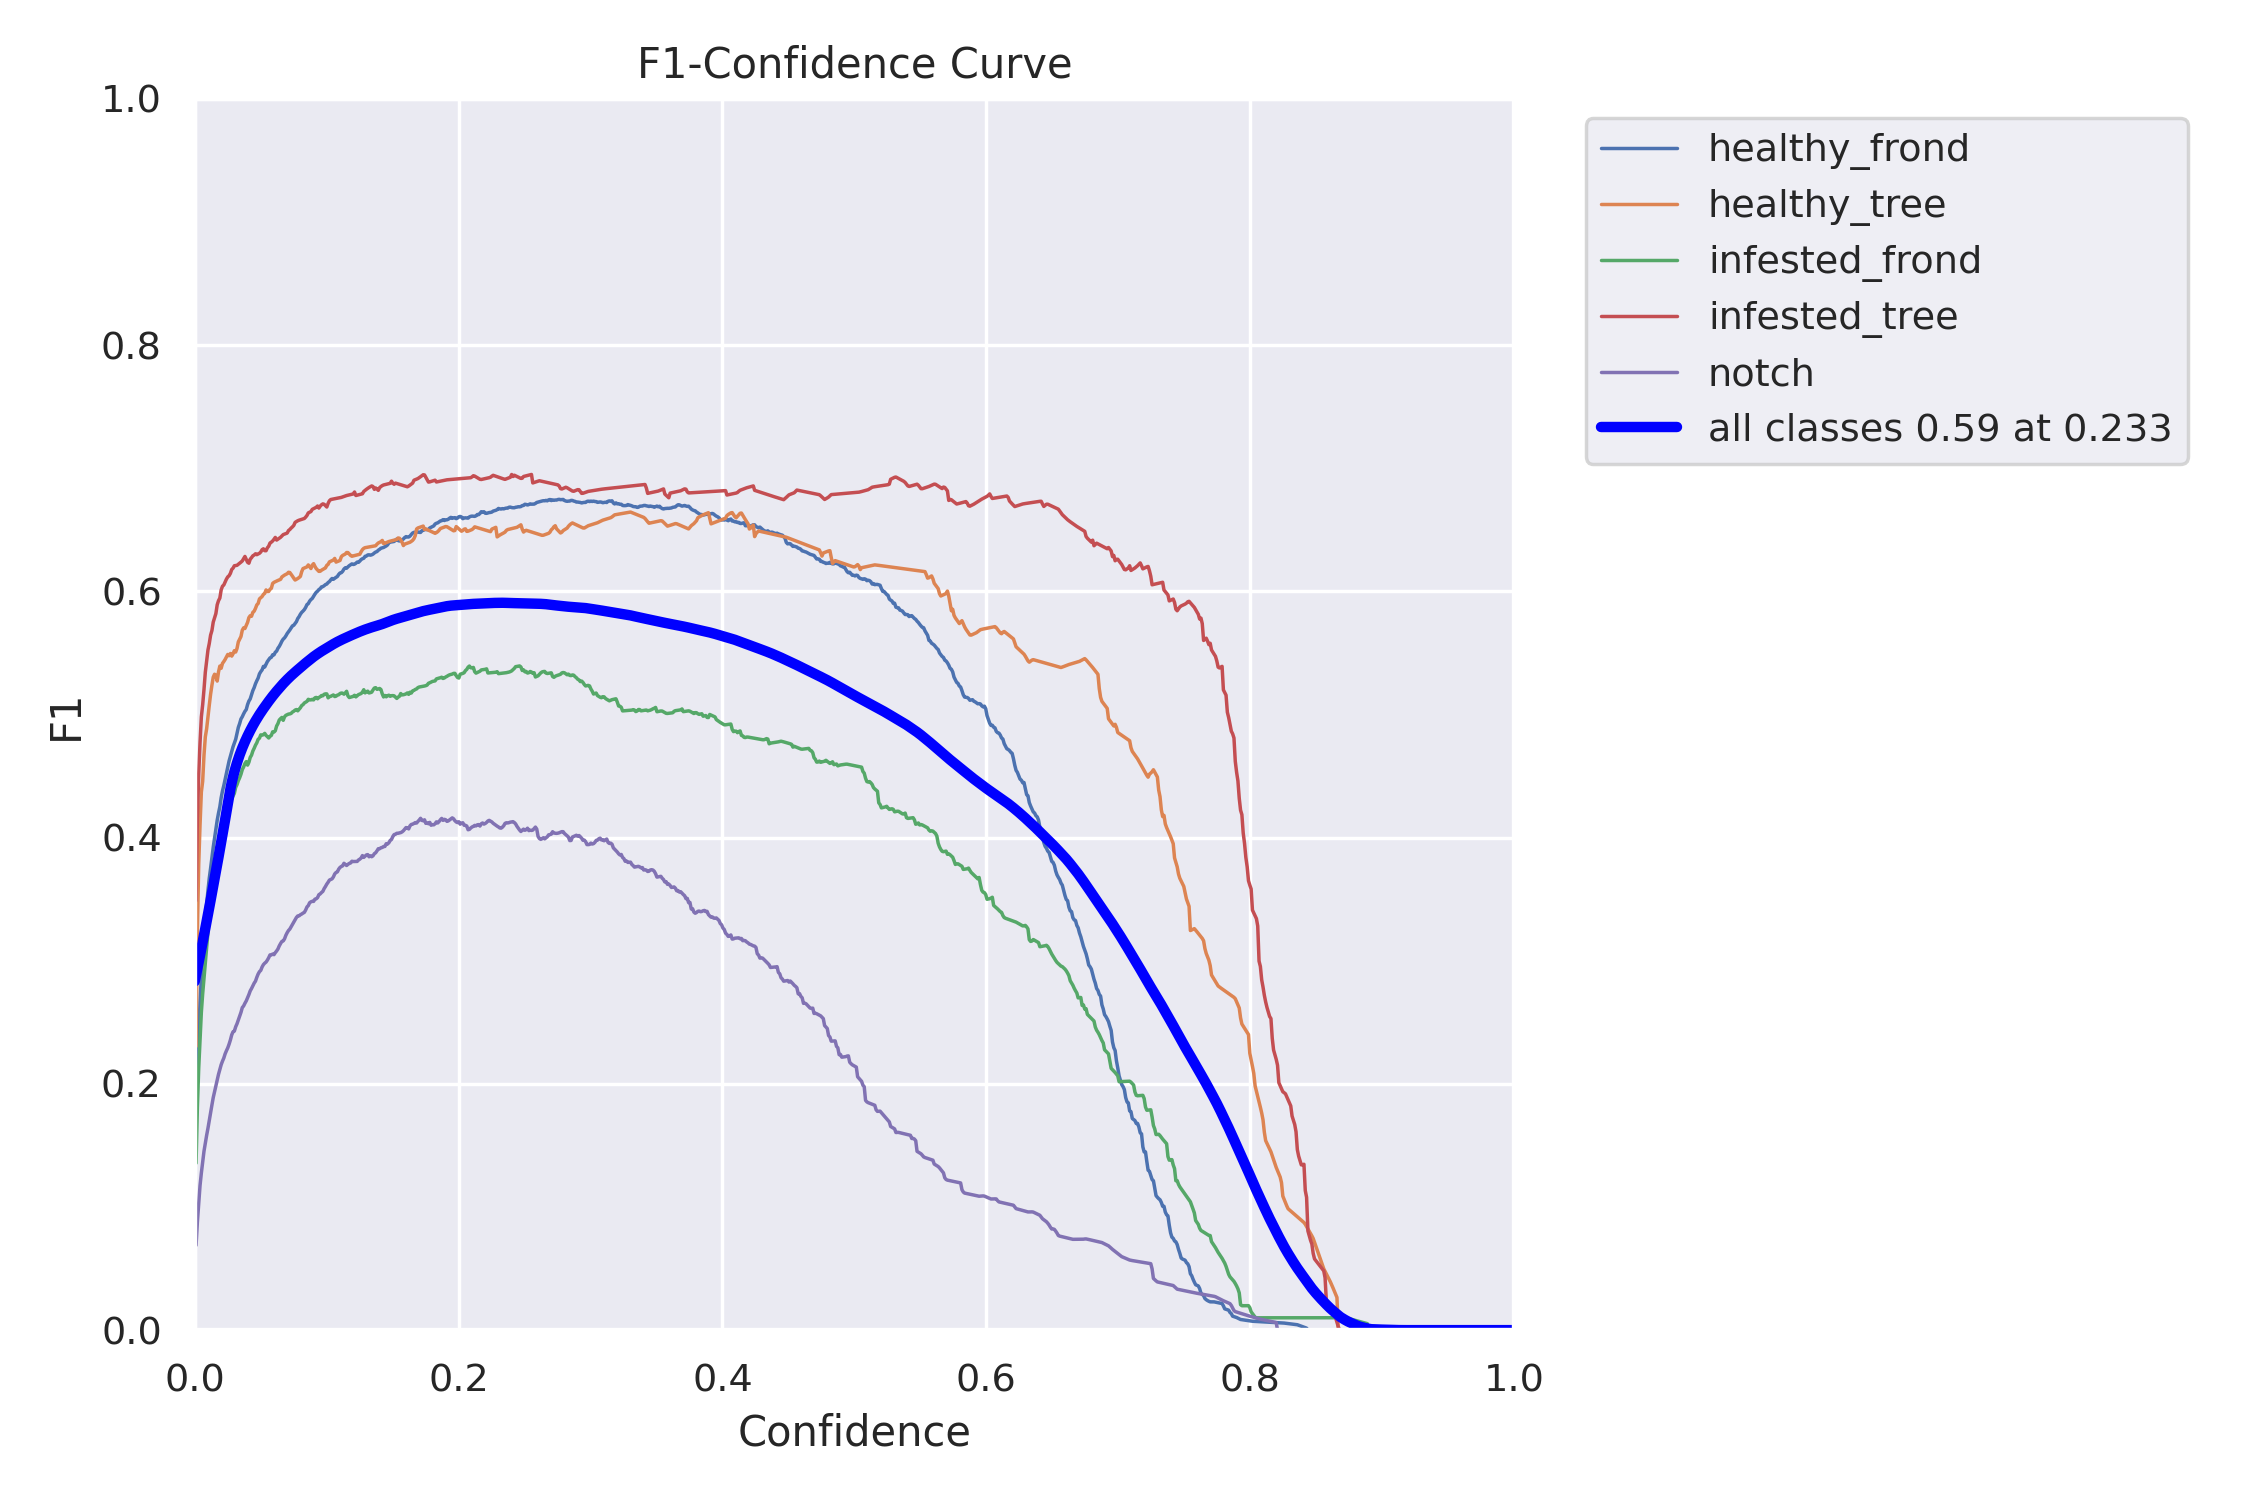 F1-Confidence Curve
1.0
0.8
0.6
0.4
0.2
0.0
F1
0.0 0.2 0.4 0.6 0.8 1.0
Confidence
healthy_frond
healthy_tree
infested_frond
infested_tree
notch
all classes 0.59 at 0.233